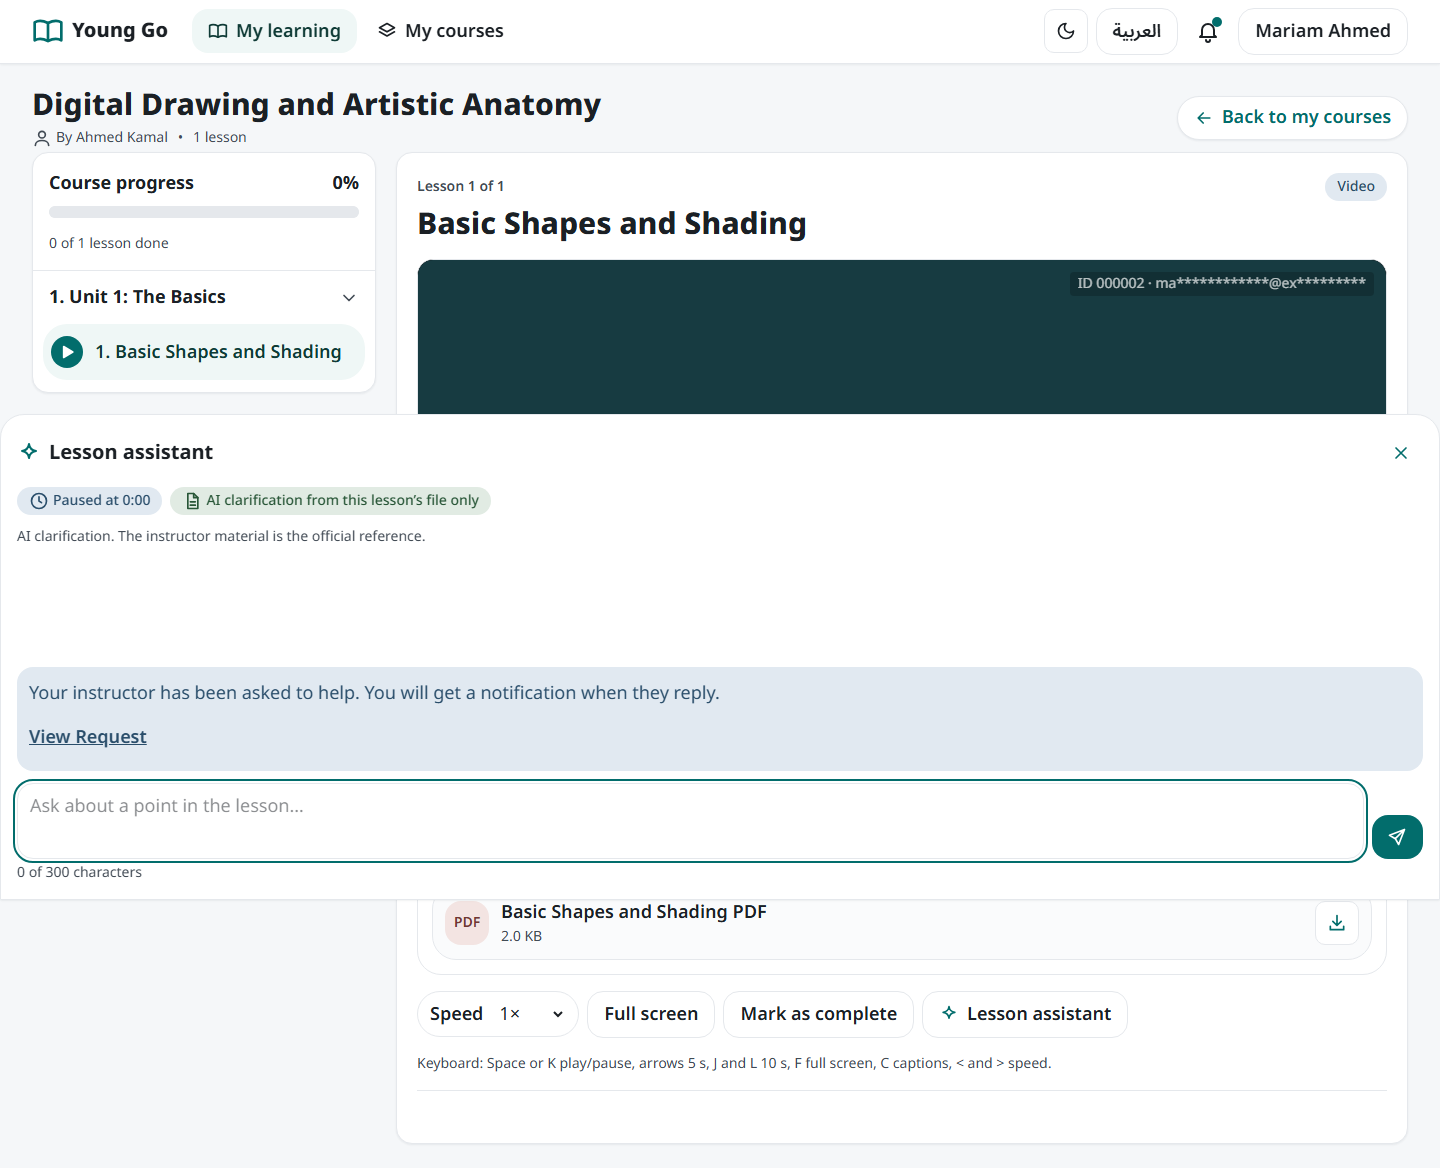 Young Go
My learning
My courses
العربية
Mariam Ahmed
Digital Drawing and Artistic Anatomy
By Ahmed Kamal • 1 lesson
Back to my courses
Course progress 0%
0 of 1 lesson done
1. Unit 1: The Basics
1. Basic Shapes and Shading
Lesson 1 of 1
Video
Basic Shapes and Shading
ID 000002 · ma************@ex*********
Lesson assistant
Paused at 0:00
AI clarification from this lesson’s file only
AI clarification. The instructor material is the official reference.
Your instructor has been asked to help. You will get a notification when they reply.
View Request
Ask about a point in the lesson...
0 of 300 characters
PDF
Basic Shapes and Shading PDF
2.0 KB
Speed 1×
Full screen
Mark as complete
Lesson assistant
Keyboard: Space or K play/pause, arrows 5 s, J and L 10 s, F full screen, C captions, < and > speed.